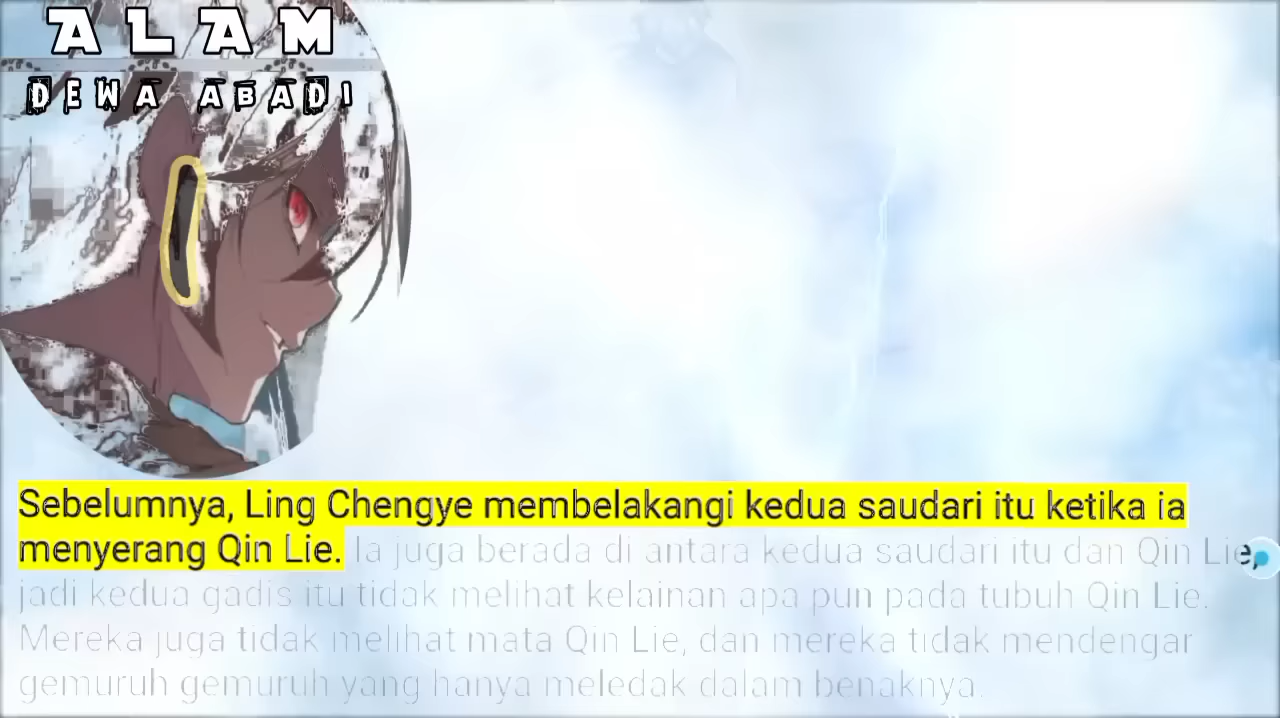 ALAM
DEWA ABADI
Sebelumnya, Ling Chengye membelakangi kedua saudari itu ketika ia
menyerang Qin Lie. Ia juga berada di antara kedua saudari itu dan Qin Lie,
jadi kedua gadis itu tidak melihat kelainan apa pun pada tubuh Qin Lie.
Mereka juga tidak melihat mata Qin Lie, dan mereka tidak mendengar
gemuruh gemuruh yang hanya meledak dalam benaknya.